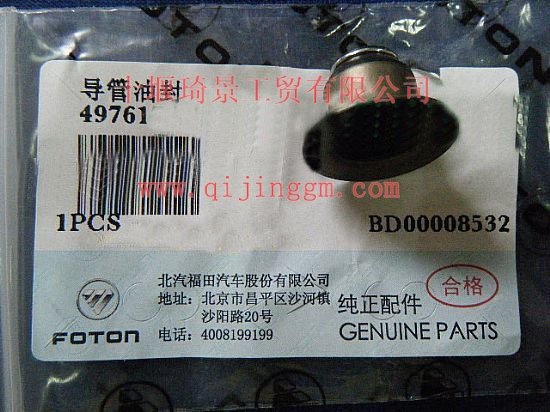 FOTON
导管油封
49761
十堰琦景工贸有限公司
www.qijinggm.com
1PCS
BD00008532
北汽福田汽车股份有限公司
地址：北京市昌平区沙河镇
沙阳路20号
电话：4008199199
FOTON
合格
纯正配件
GENUINE PARTS